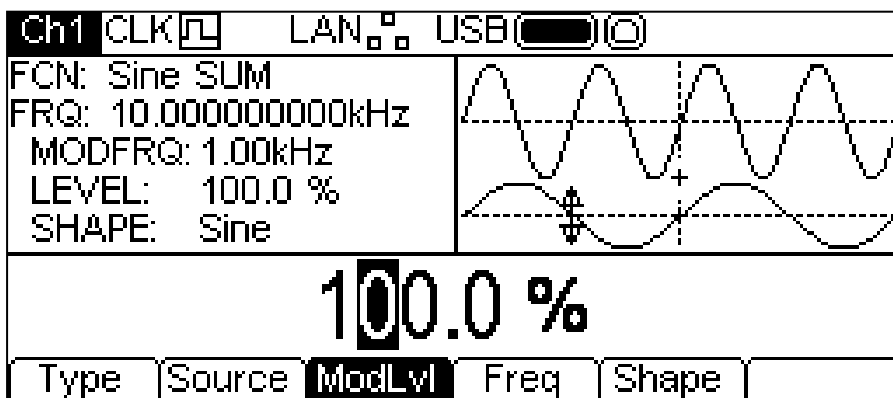 Ch1 CLK LAN USB
FCN: Sine SUM
FRQ: 10.000000000kHz
MODFRQ: 1.00kHz
LEVEL: 100.0 %
SHAPE: Sine
100.0 %
Type Source ModLvl Freq Shape